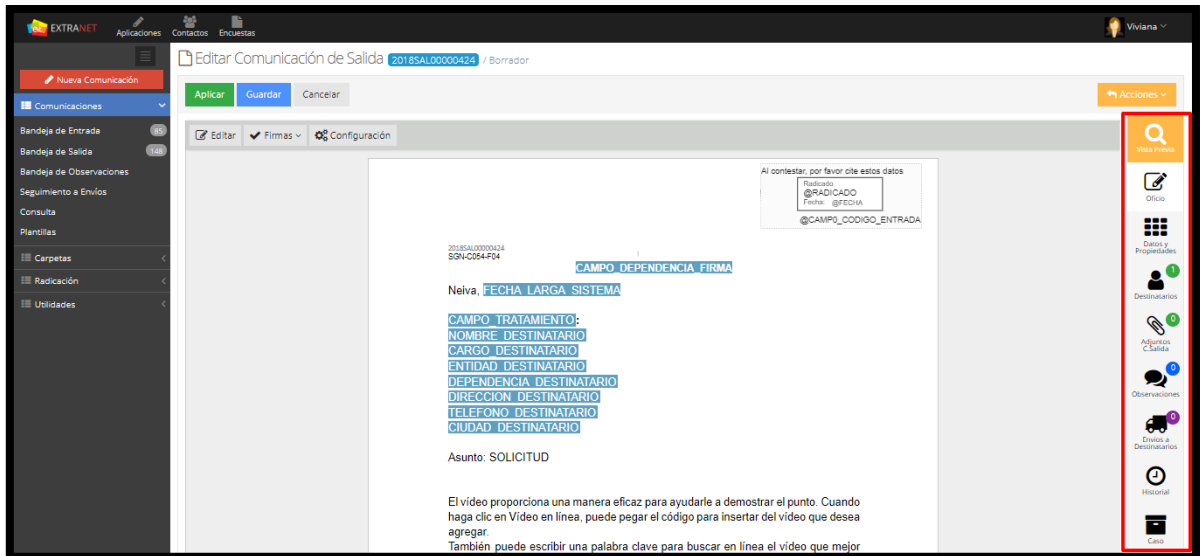 EXTRANET
Aplicaciones
Contactos
Encuestas
Viviana
Nueva Comunicación
Comunicaciones
Bandeja de Entrada 85
Bandeja de Salida 148
Bandeja de Observaciones
Seguimiento a Envíos
Consulta
Plantillas
Carpetas
Radicación
Utilidades
Editar Comunicación de Salida 2018SAL00000424 / Borrador
Aplicar Guardar Cancelar
Acciones
Editar Firmas Configuración
Al contestar, por favor cite estos datos
Radicado
@RADICADO
Fecha: @FECHA
@CAMP0_CODIGO_ENTRADA
2018SAL00000424
SGN-C054-F04
CAMPO_DEPENDENCIA_FIRMA
Neiva, FECHA_LARGA_SISTEMA
CAMPO_TRATAMIENTO:
NOMBRE_DESTINATARIO
CARGO_DESTINATARIO
ENTIDAD_DESTINATARIO
DEPENDENCIA_DESTINATARIO
DIRECCION_DESTINATARIO
TELEFONO_DESTINATARIO
CIUDAD_DESTINATARIO
Asunto: SOLICITUD
El vídeo proporciona una manera eficaz para ayudarle a demostrar el punto. Cuando
haga clic en Vídeo en línea, puede pegar el código para insertar del vídeo que desea
agregar.
También puede escribir una palabra clave para buscar en línea el vídeo que mejor
Vista Previa
Oficio
Datos y
Propiedades
1
Destinatarios
0
Adjuntos
C.Salida
0
Observaciones
0
Envios a
Destinatarios
Historial
Caso